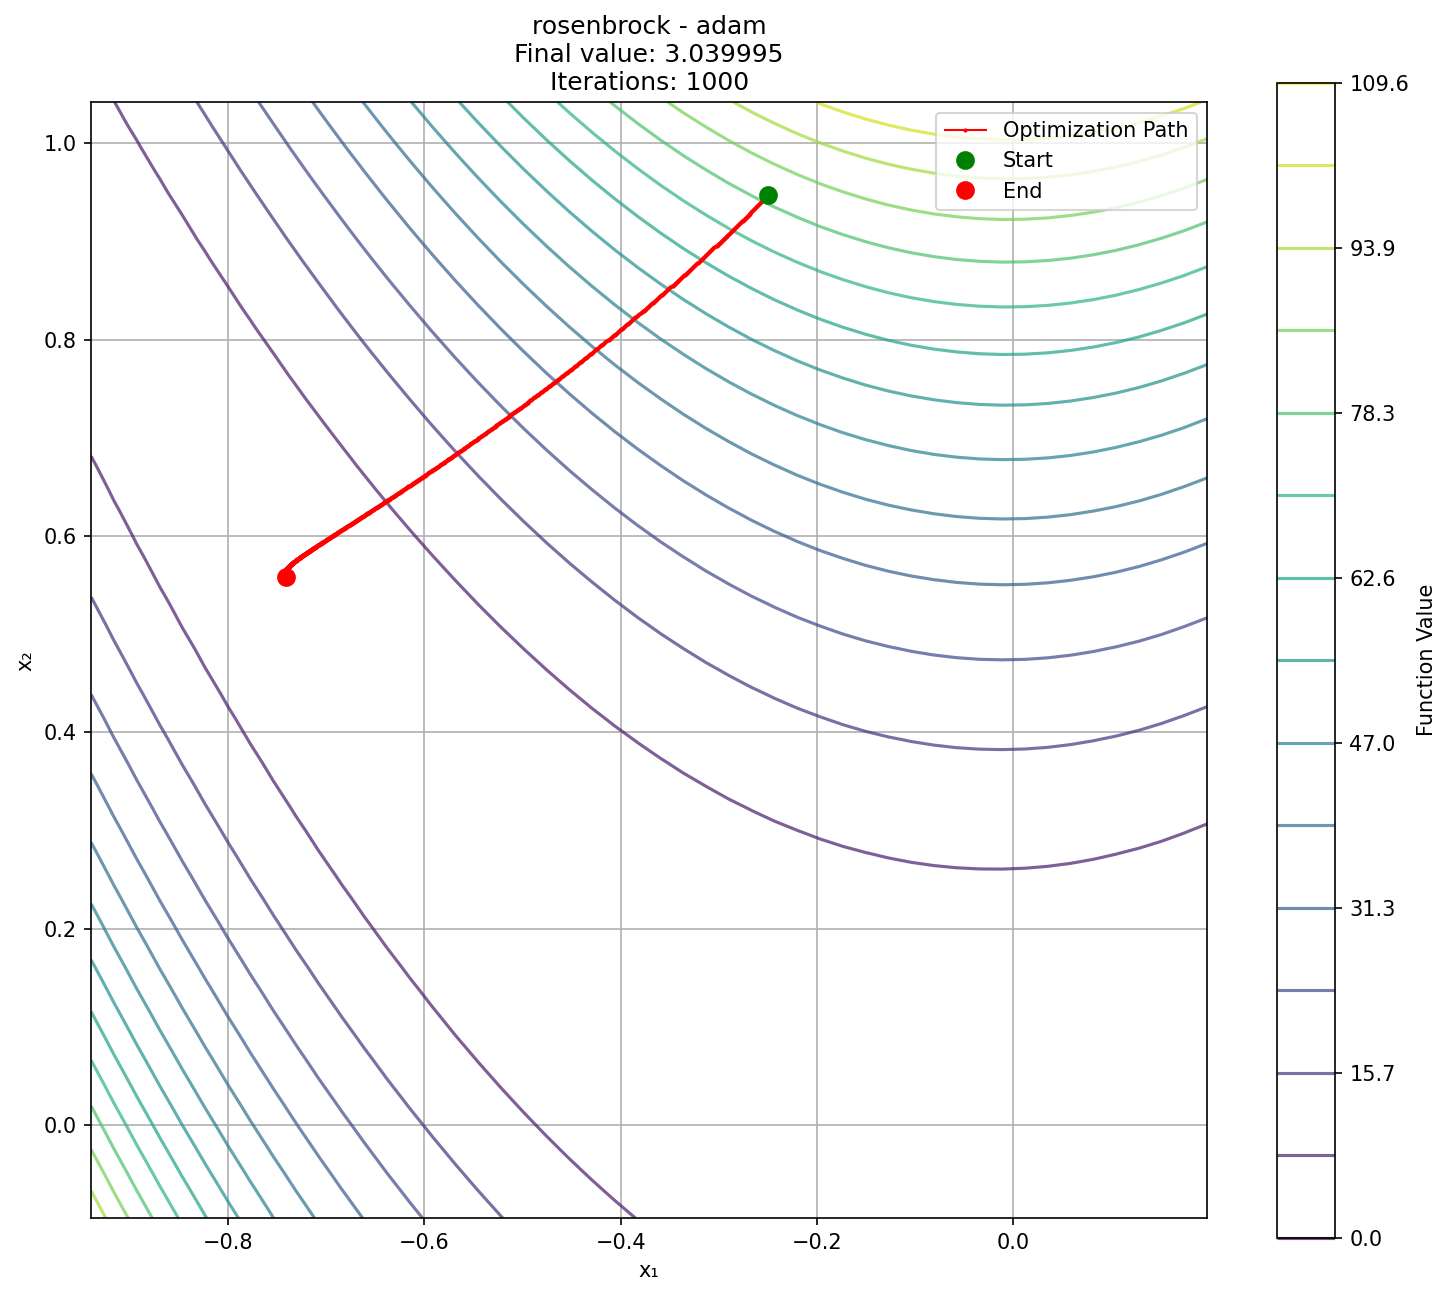 rosenbrock - adam
Final value: 3.039995
Iterations: 1000
Optimization Path
Start
End
1.0
0.8
0.6
0.4
0.2
0.0
x₂
−0.8
−0.6
−0.4
−0.2
0.0
x₁
109.6
93.9
78.3
62.6
47.0
31.3
15.7
0.0
Function Value